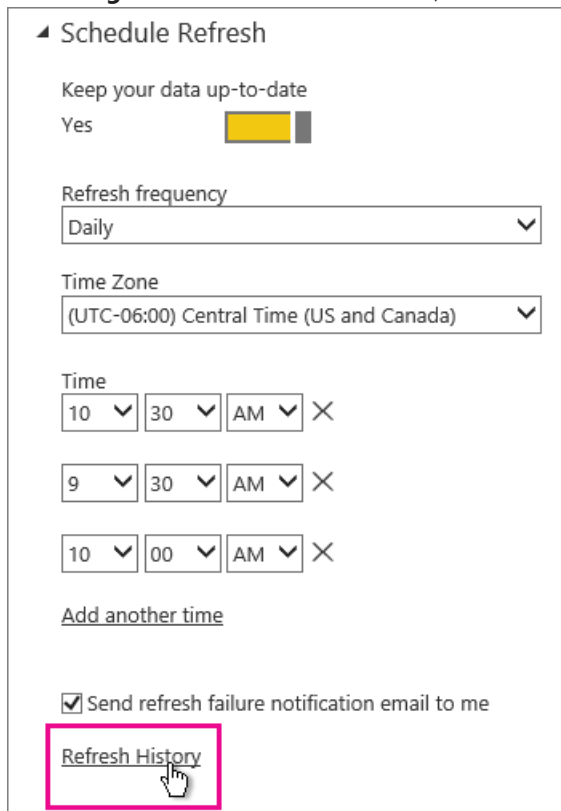 Schedule Refresh
Keep your data up-to-date
Yes
Refresh frequency
Daily
Time Zone
(UTC-06:00) Central Time (US and Canada)
Time
10 30 AM
9 30 AM
10 00 AM
Add another time
Send refresh failure notification email to me
Refresh History